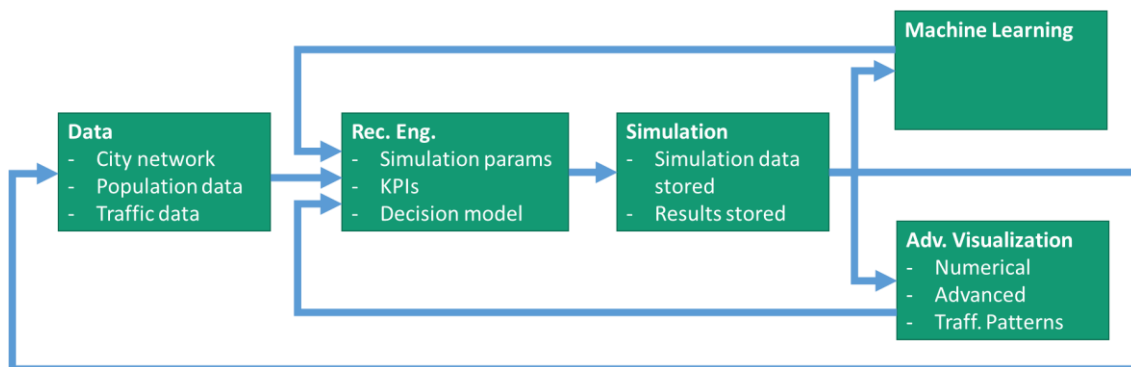 Machine Learning
Data
- City network
- Population data
- Traffic data
Rec. Eng.
- Simulation params
- KPIs
- Decision model
Simulation
- Simulation data
stored
- Results stored
Adv. Visualization
- Numerical
- Advanced
- Traff. Patterns